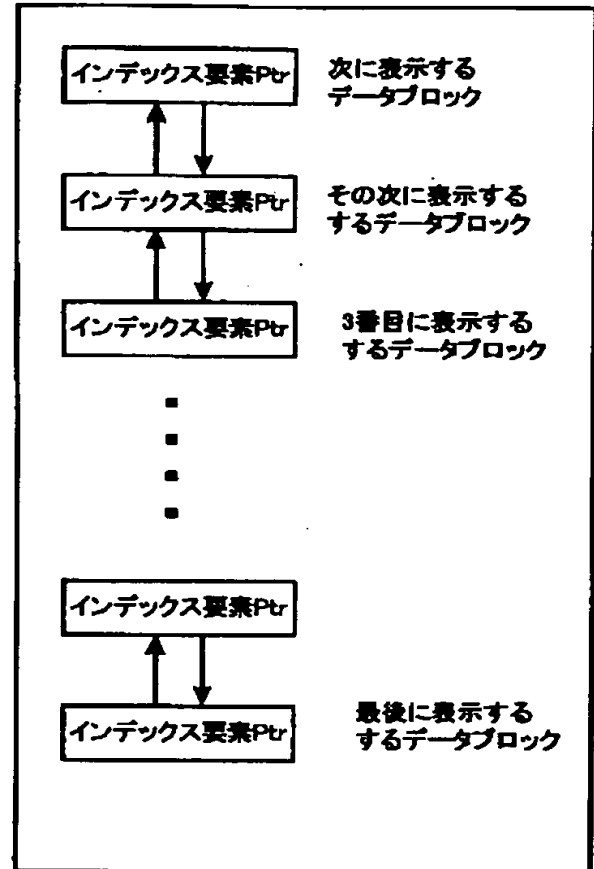 インデックス要素Ptr
次に表示する
データブロック
インデックス要素Ptr
その次に表示する
するデータブロック
インデックス要素Ptr
3番目に表示する
するデータブロック
インデックス要素Ptr
インデックス要素Ptr
最後に表示する
するデータブロック